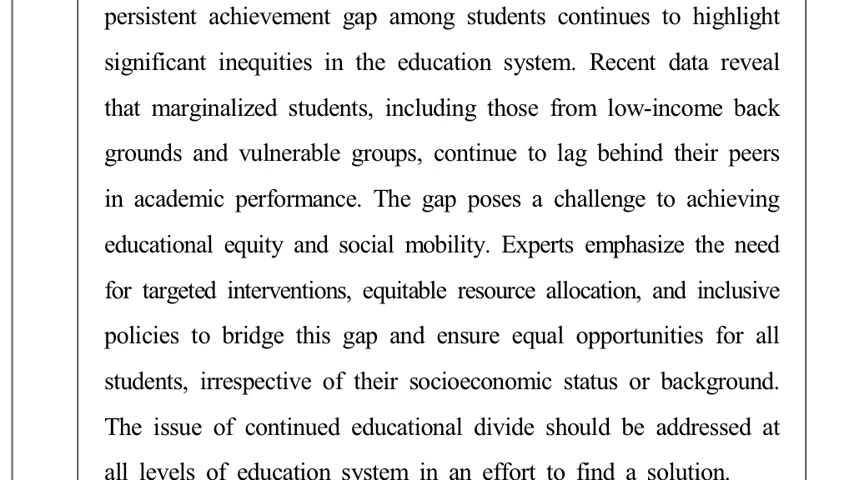 persistent achievement gap among students continues to highlight
significant inequities in the education system. Recent data reveal
that marginalized students, including those from low-income back
grounds and vulnerable groups, continue to lag behind their peers
in academic performance. The gap poses a challenge to achieving
educational equity and social mobility. Experts emphasize the need
for targeted interventions, equitable resource allocation, and inclusive
policies to bridge this gap and ensure equal opportunities for all
students, irrespective of their socioeconomic status or background.
The issue of continued educational divide should be addressed at
all levels of education system in an effort to find a solution.